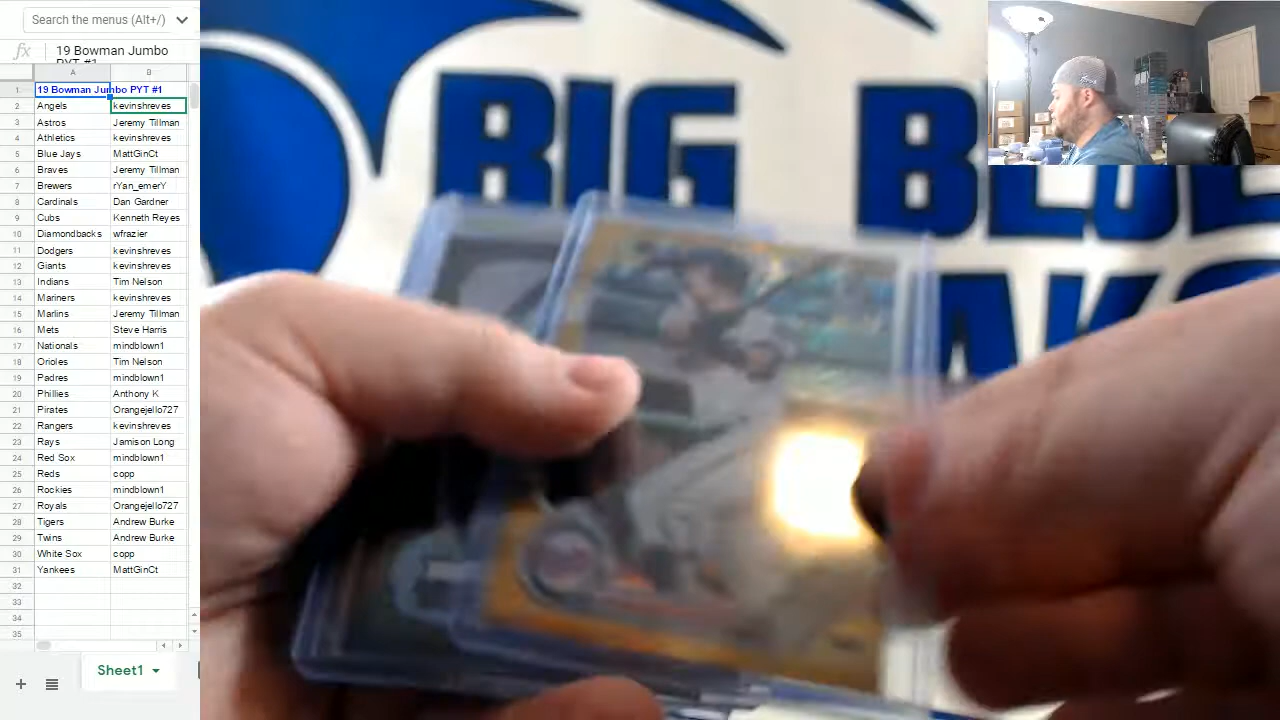 Search the menus (Alt+/)
fx 19 Bowman Jumbo
PYT #1
A B
1 19 Bowman Jumbo PYT #1
2 Angels kevinshreves
3 Astros Jeremy Tillman
4 Athletics kevinshreves
5 Blue Jays MattGinCt
6 Braves Jeremy Tillman
7 Brewers rYan_emerY
8 Cardinals Dan Gardner
9 Cubs Kenneth Reyes
10 Diamondbacks wfrazier
11 Dodgers kevinshreves
12 Giants kevinshreves
13 Indians Tim Nelson
14 Mariners kevinshreves
15 Marlins Jeremy Tillman
16 Mets Steve Harris
17 Nationals mindblown1
18 Orioles Tim Nelson
19 Padres mindblown1
20 Phillies Anthony K
21 Pirates Orangejello727
22 Rangers kevinshreves
23 Rays Jamison Long
24 Red Sox mindblown1
25 Reds copp
26 Rockies mindblown1
27 Royals Orangejello727
28 Tigers Andrew Burke
29 Twins Andrew Burke
30 White Sox copp
31 Yankees MattGinCt
32
33
34
35
Sheet1
BIG BLUE
AK